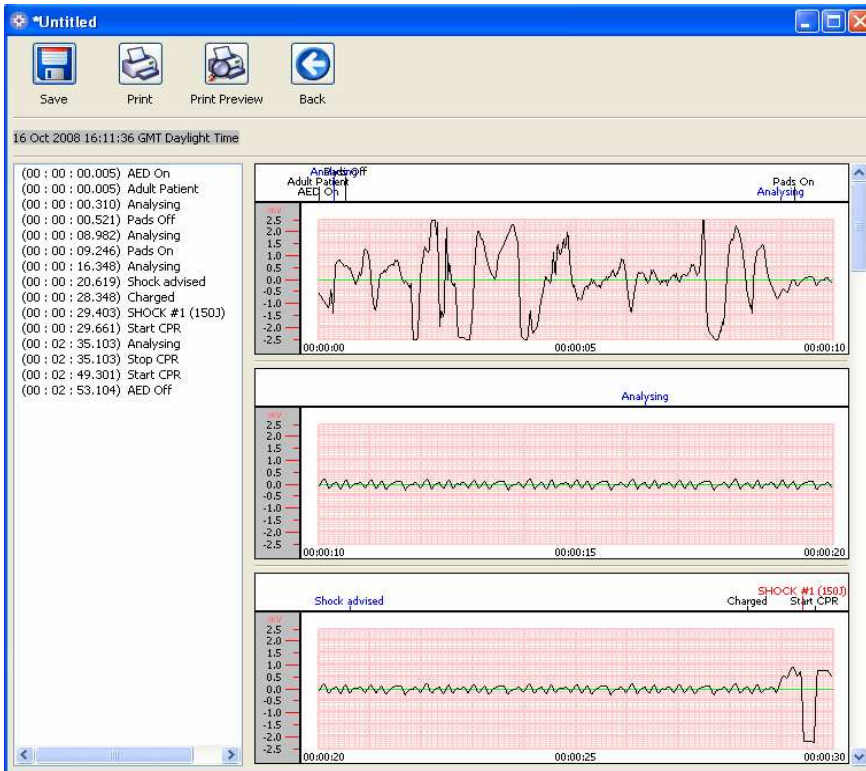 *Untitled
Save Print Print Preview Back
16 Oct 2008 16:11:36 GMT Daylight Time
(00 : 00 : 00.005) AED On
(00 : 00 : 00.005) Adult Patient
(00 : 00 : 00.310) Analysing
(00 : 00 : 00.521) Pads Off
(00 : 00 : 08.982) Analysing
(00 : 00 : 09.246) Pads On
(00 : 00 : 16.348) Analysing
(00 : 00 : 20.619) Shock advised
(00 : 00 : 28.348) Charged
(00 : 00 : 29.403) SHOCK #1 (150J)
(00 : 00 : 29.661) Start CPR
(00 : 02 : 35.103) Analysing
(00 : 02 : 35.103) Stop CPR
(00 : 02 : 49.301) Start CPR
(00 : 02 : 53.104) AED Off
Analysing Pads Off
Adult Patient Pads On
AED On Analysing
mV
2.5
2.0
1.5
1.0
0.5
0.0
-0.5
-1.0
-1.5
-2.0
-2.5
00:00:00 00:00:05 00:00:10
Analysing
mV
2.5
2.0
1.5
1.0
0.5
0.0
-0.5
-1.0
-1.5
-2.0
-2.5
00:00:10 00:00:15 00:00:20
SHOCK #1 (150J)
Shock advised Charged Start CPR
mV
2.5
2.0
1.5
1.0
0.5
0.0
-0.5
-1.0
-1.5
-2.0
-2.5
00:00:20 00:00:25 00:00:30